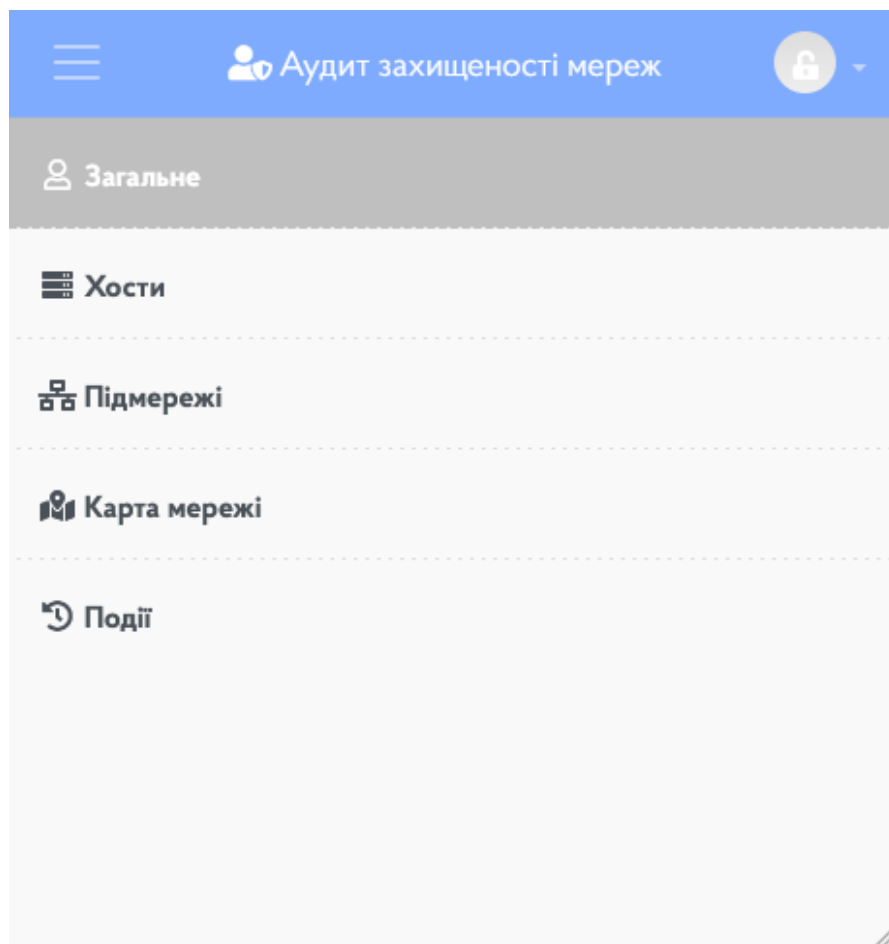 Аудит захищеності мереж
Загальне
Хости
Підмережі
Карта мережі
Події